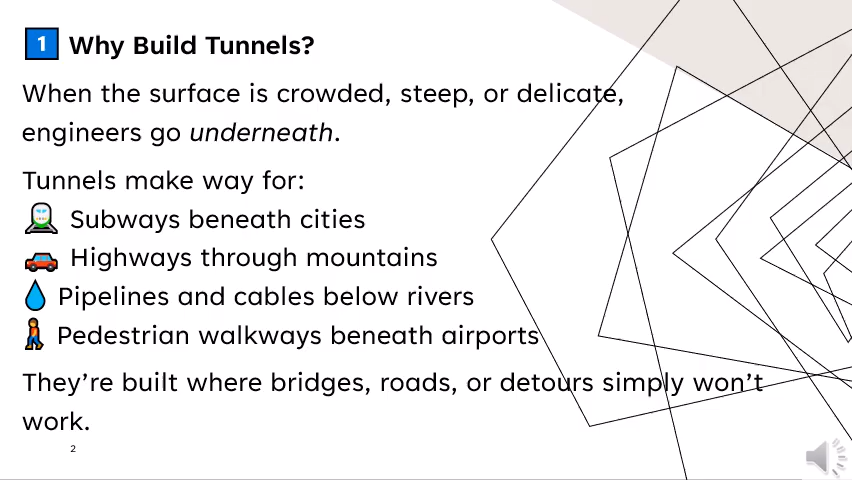 1 Why Build Tunnels?
When the surface is crowded, steep, or delicate,
engineers go underneath.
Tunnels make way for:
Subways beneath cities
Highways through mountains
Pipelines and cables below rivers
Pedestrian walkways beneath airports
They’re built where bridges, roads, or detours simply won’t
work.
2